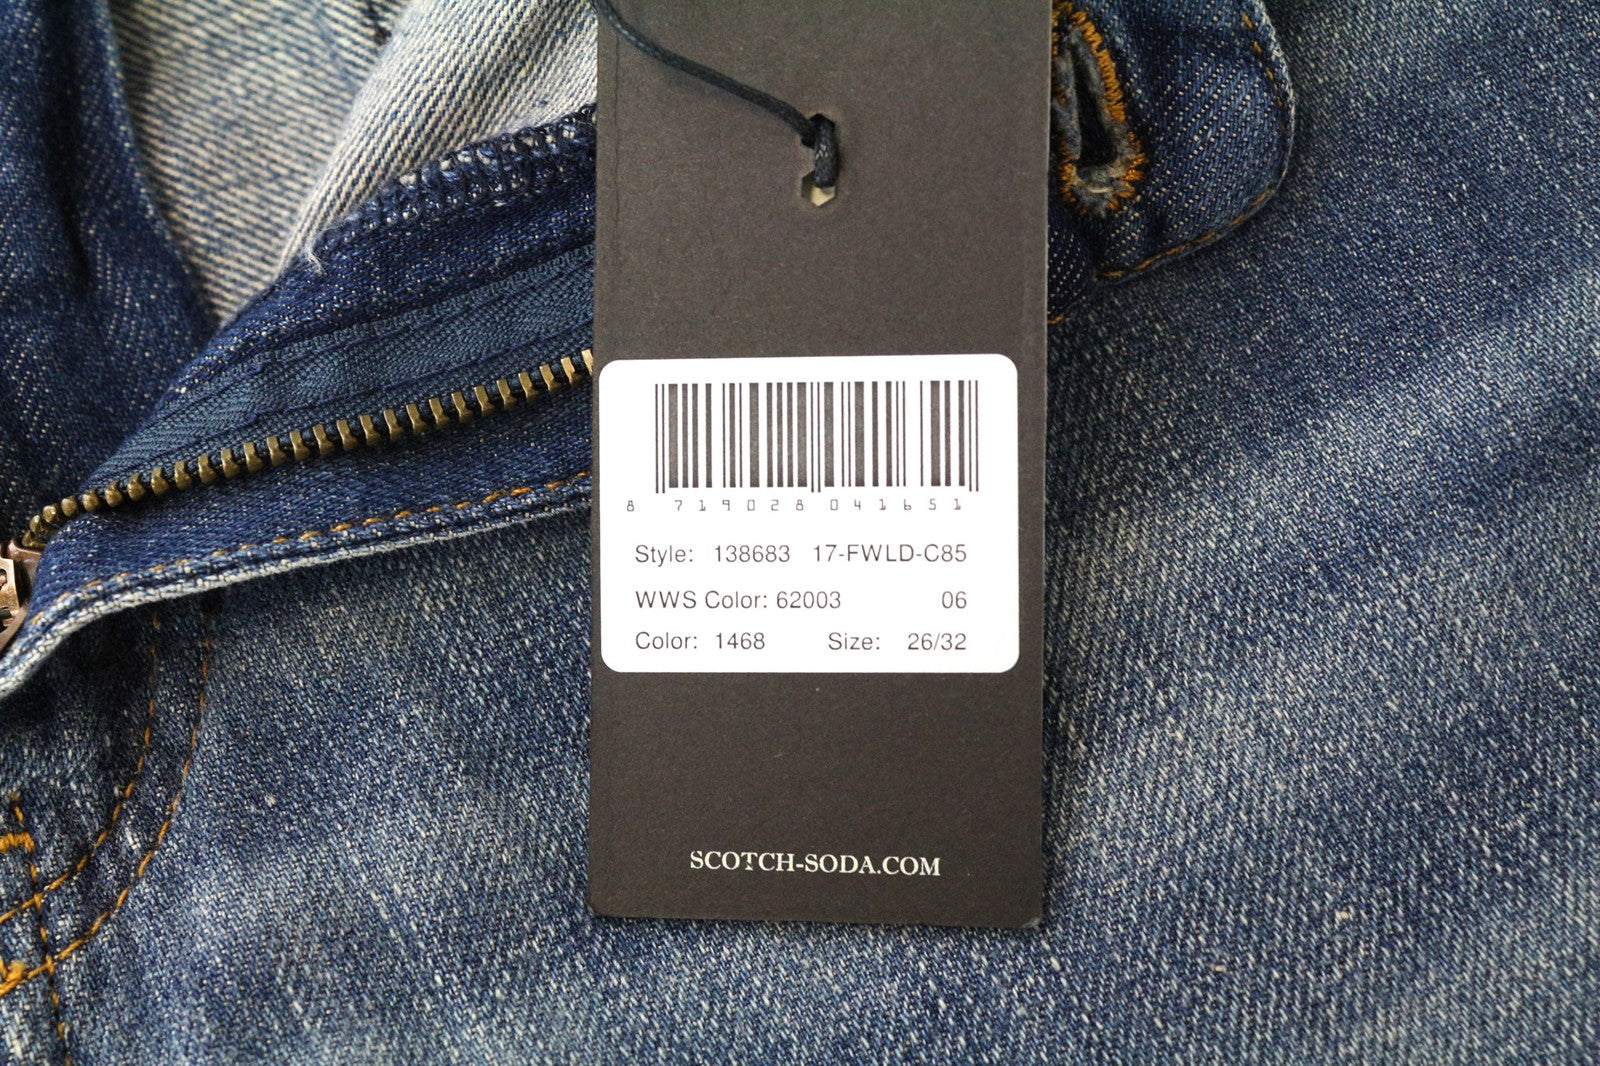 8 719028 041651
Style: 138683 17-FWLD-C85
WWS Color: 62003 06
Color: 1468 Size: 26/32
SCOTCH-SODA.COM